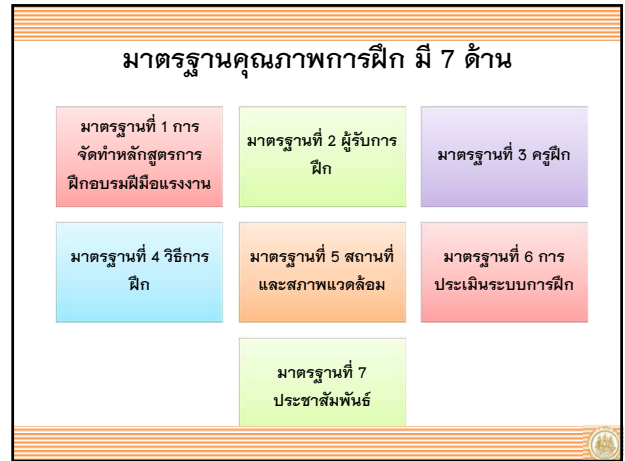 มาตรฐานคุณภาพการฝึก มี 7 ด้าน
มาตรฐานที่ 1 การ
จัดทำหลักสูตรการ
ฝึกอบรมฝีมือแรงงาน
มาตรฐานที่ 2 ผู้รับการ
ฝึก
มาตรฐานที่ 3 ครูฝึก
มาตรฐานที่ 4 วิธีการ
ฝึก
มาตรฐานที่ 5 สถานที่
และสภาพแวดล้อม
มาตรฐานที่ 6 การ
ประเมินระบบการฝึก
มาตรฐานที่ 7
ประชาสัมพันธ์